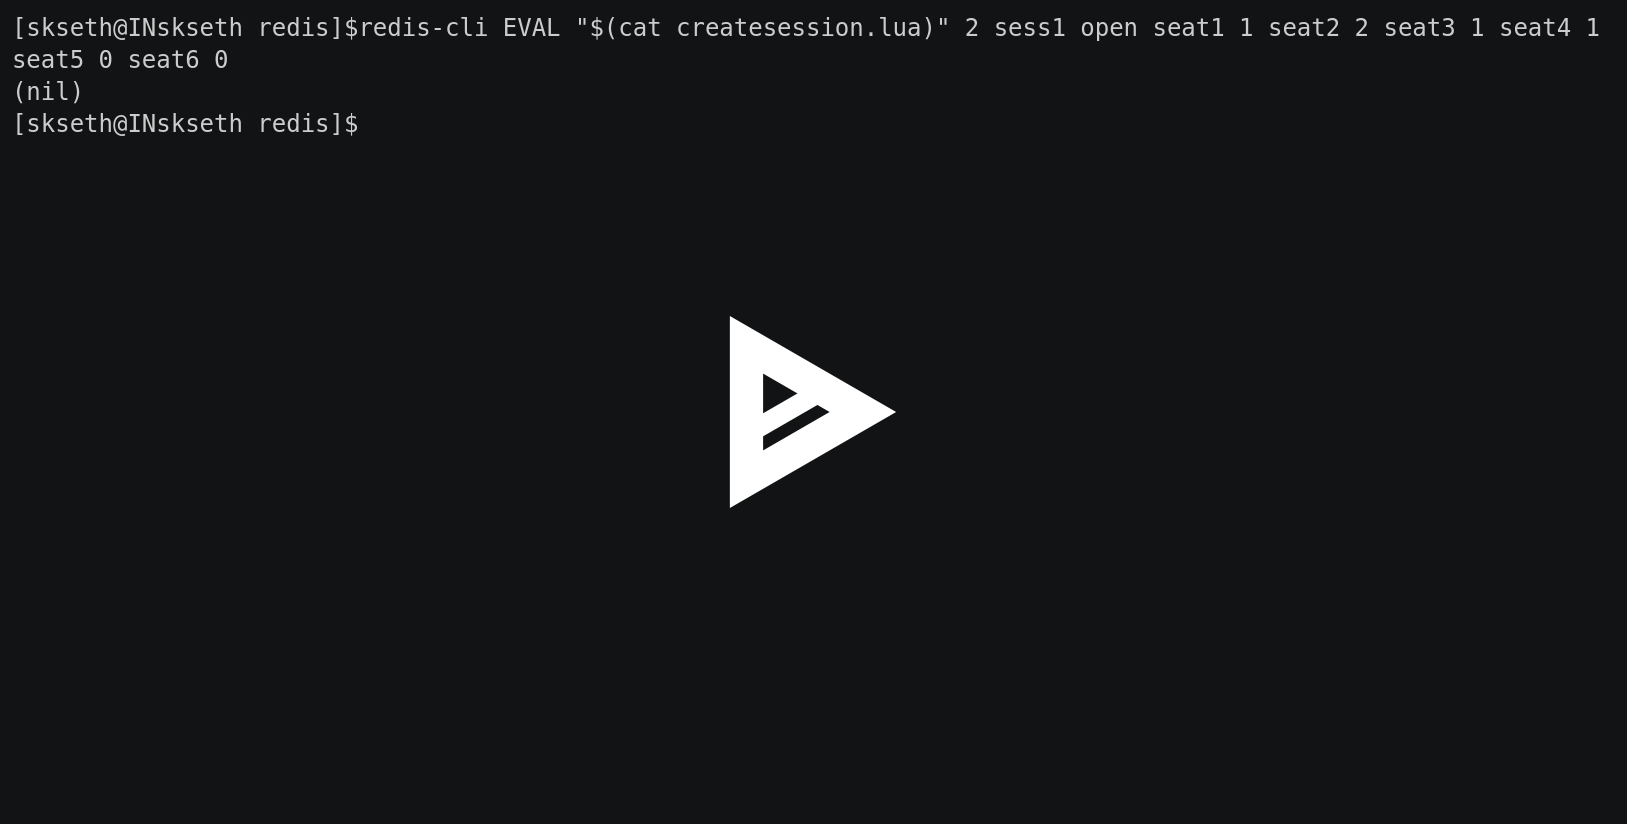 [skseth@INskseth redis]$redis-cli EVAL "$(cat createsession.lua)" 2 sess1 open seat1 1 seat2 2 seat3 1 seat4 1
seat5 0 seat6 0
(nil)
[skseth@INskseth redis]$